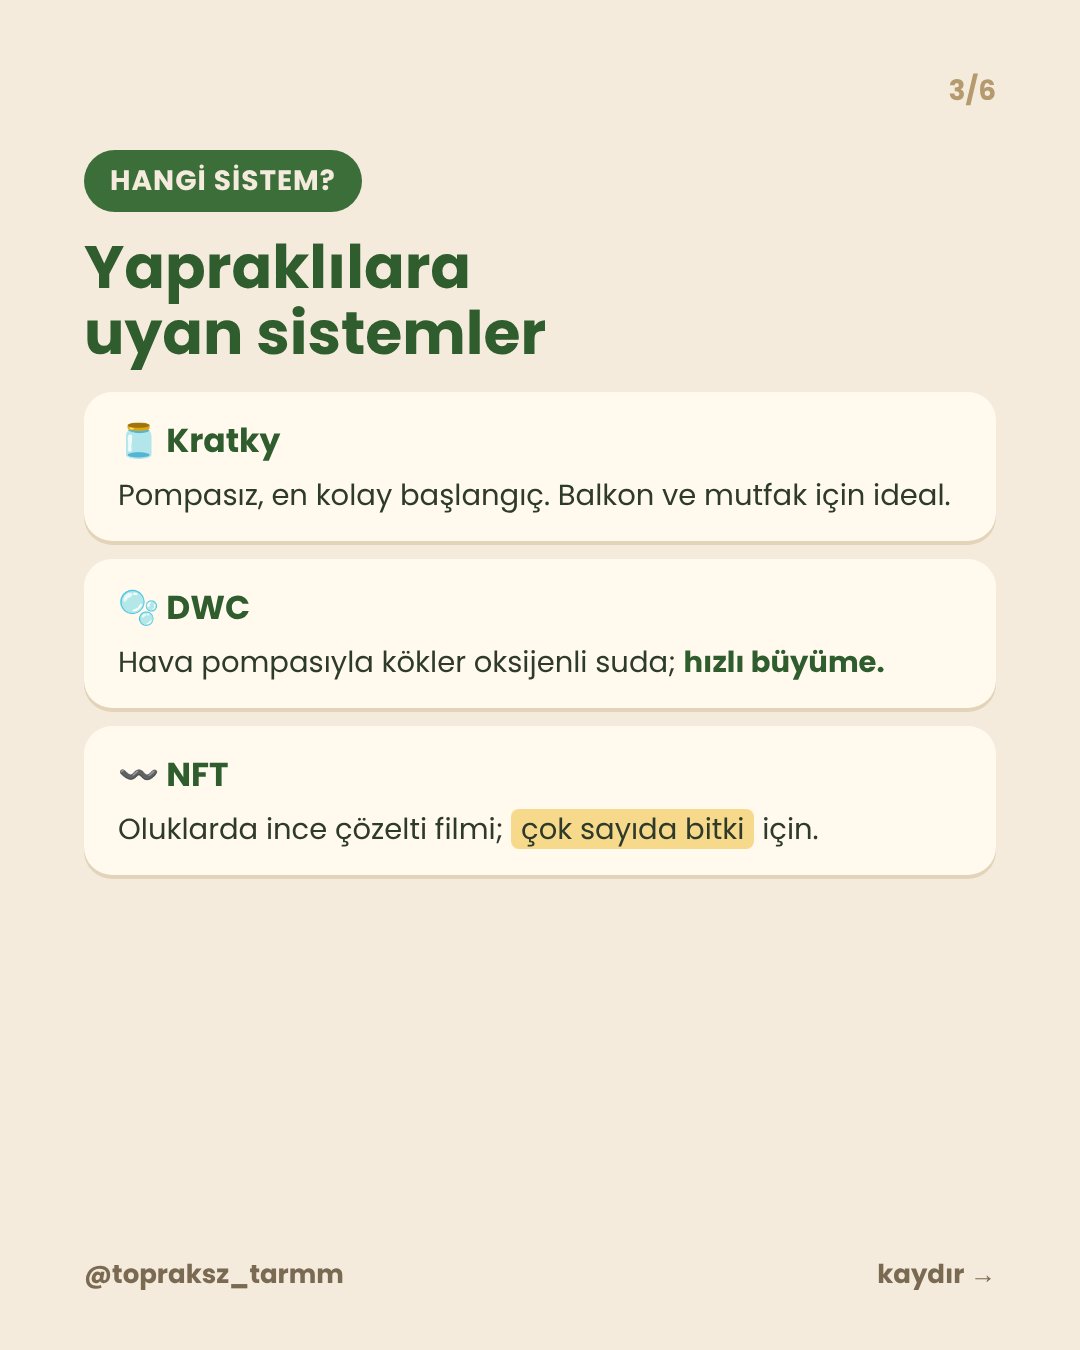 3/6
HANGİ SİSTEM?
Yapraklılara
uyan sistemler
Kratky
Pompasız, en kolay başlangıç. Balkon ve mutfak için ideal.
DWC
Hava pompasıyla kökler oksijenli suda; hızlı büyüme.
NFT
Oluklarda ince çözelti filmi; çok sayıda bitki için.
@topraksz_tarmm
kaydır →